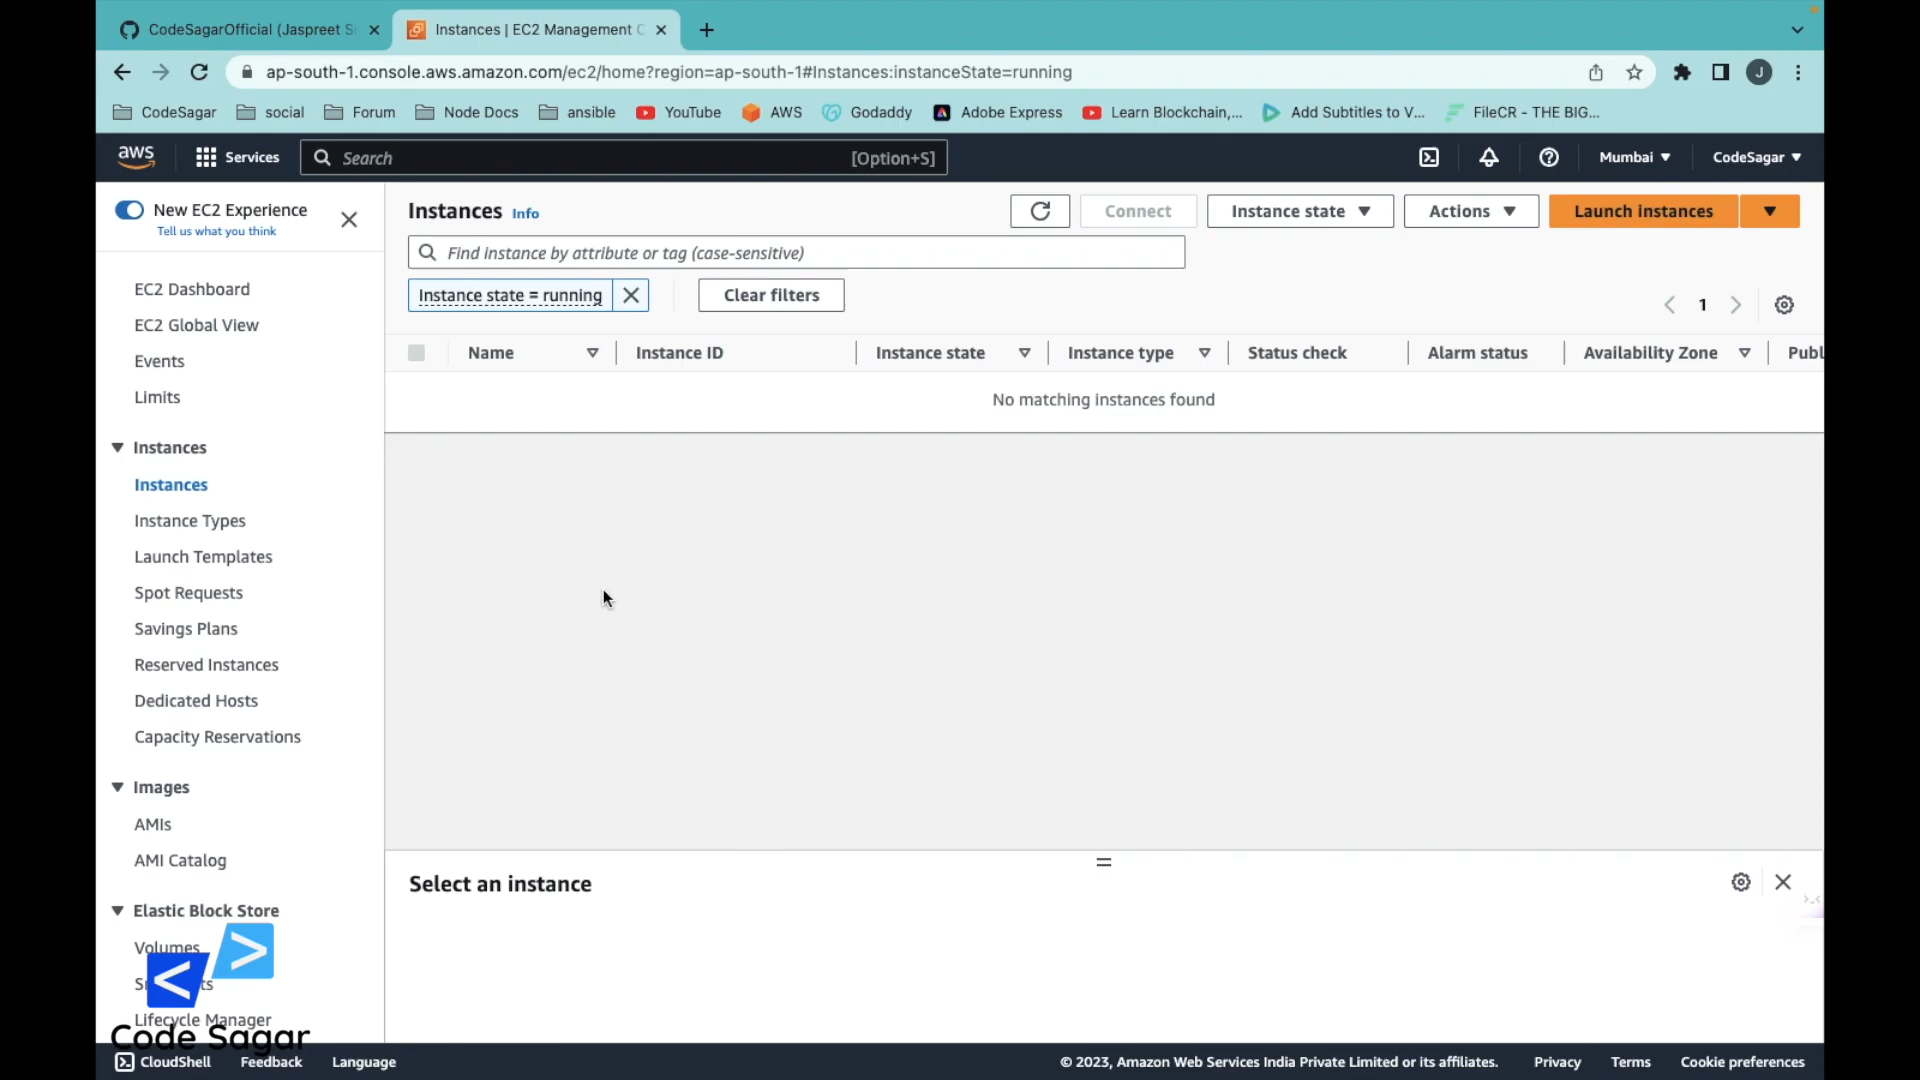 CodeSagarOfficial (Jaspreet S
Instances | EC2 Management C
ap-south-1.console.aws.amazon.com/ec2/home?region=ap-south-1#Instances:instanceState=running
J
CodeSagar
social
Forum
Node Docs
ansible
YouTube
AWS
Godaddy
Adobe Express
Learn Blockchain,...
Add Subtitles to V...
FileCR - THE BIG...
aws
Services
Search
[Option+S]
Mumbai
CodeSagar
New EC2 Experience
Tell us what you think
EC2 Dashboard
EC2 Global View
Events
Limits
Instances
Instances
Instance Types
Launch Templates
Spot Requests
Savings Plans
Reserved Instances
Dedicated Hosts
Capacity Reservations
Images
AMIs
AMI Catalog
Elastic Block Store
Volumes
Lifecycle Manager
Code Sagar
Instances Info
Connect
Instance state
Actions
Launch instances
Find instance by attribute or tag (case-sensitive)
Instance state = running
Clear filters
1
Name
Instance ID
Instance state
Instance type
Status check
Alarm status
Availability Zone
Publ
No matching instances found
Select an instance
CloudShell
Feedback
Language
© 2023, Amazon Web Services India Private Limited or its affiliates.
Privacy
Terms
Cookie preferences